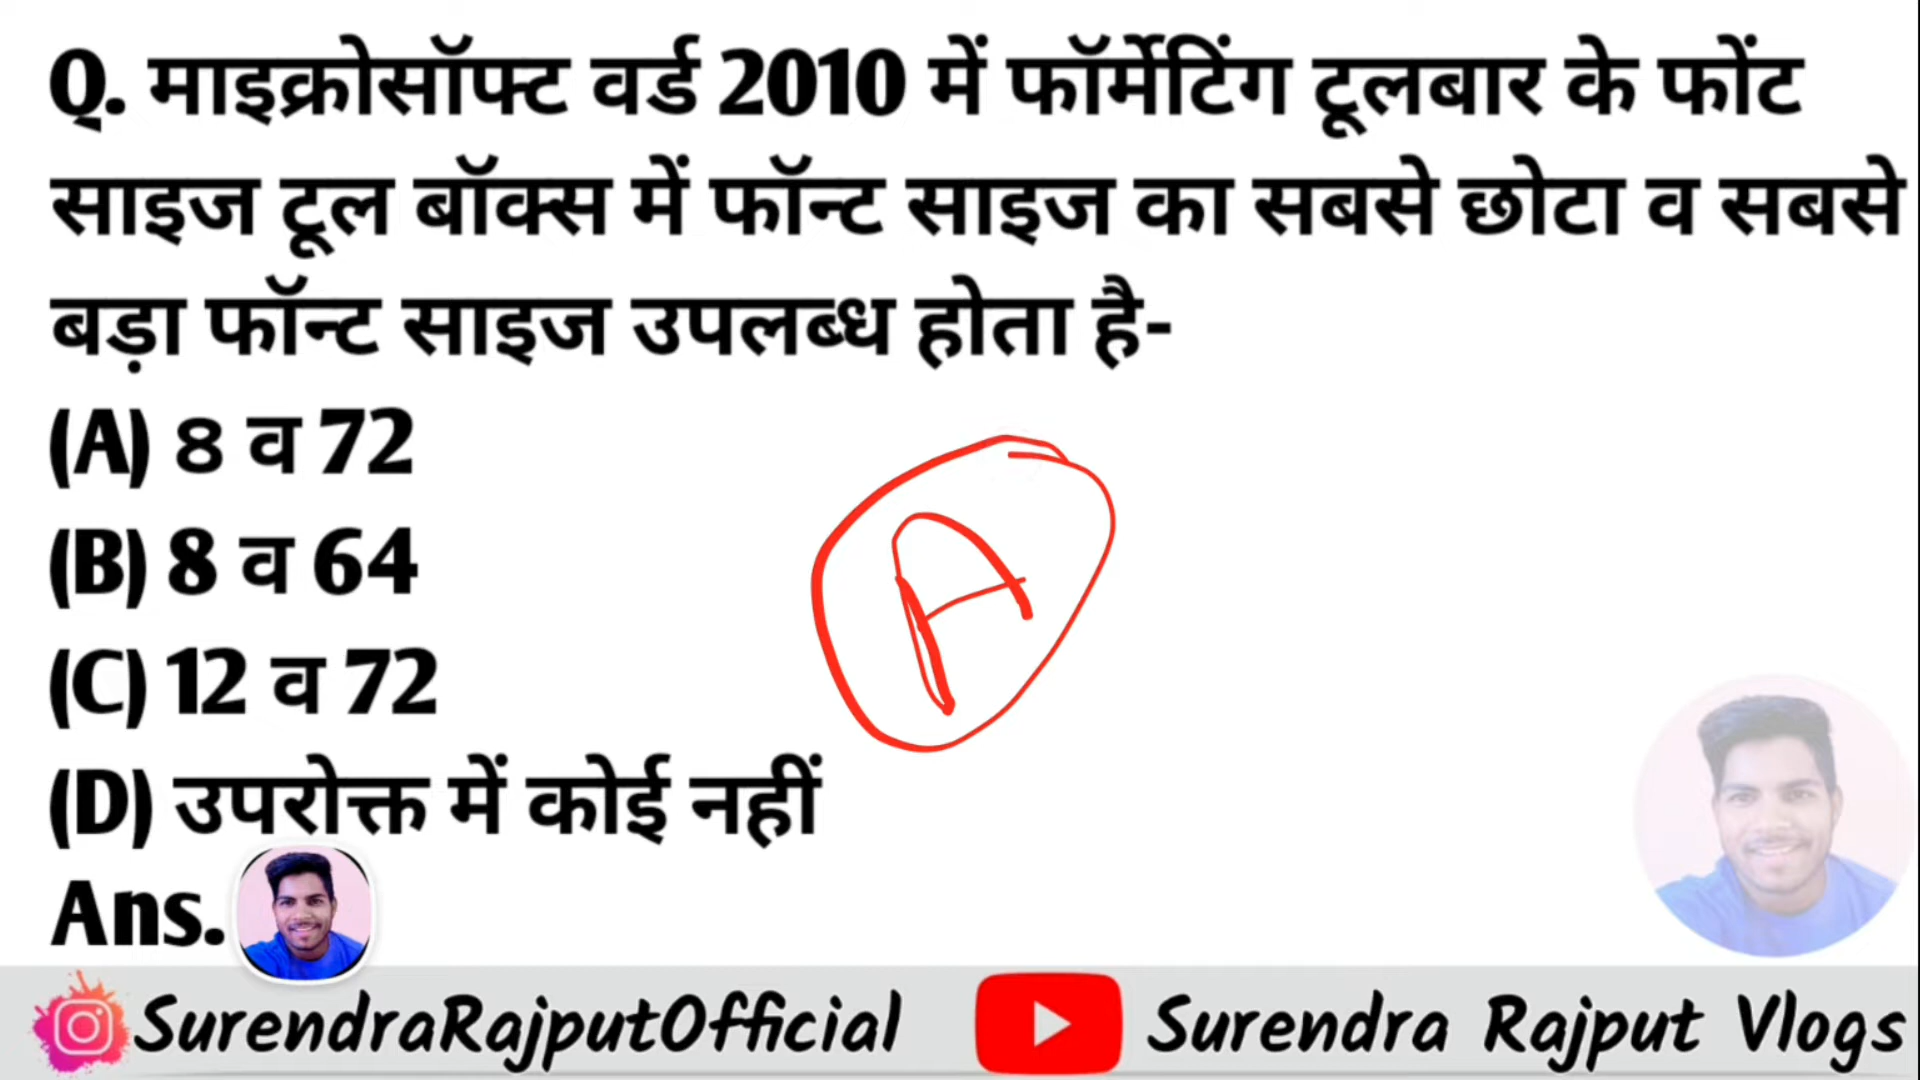 Q. माइक्रोसॉफ्ट वर्ड 2010 में फॉर्मेटिंग टूलबार के फोंट
साइज टूल बॉक्स में फॉन्ट साइज का सबसे छोटा व सबसे
बड़ा फॉन्ट साइज उपलब्ध होता है-
(A) 8 व 72
(B) 8 व 64
(C) 12 व 72
(D) उपरोक्त में कोई नहीं
A
Ans.
SurendraRajputOfficial
Surendra Rajput Vlogs